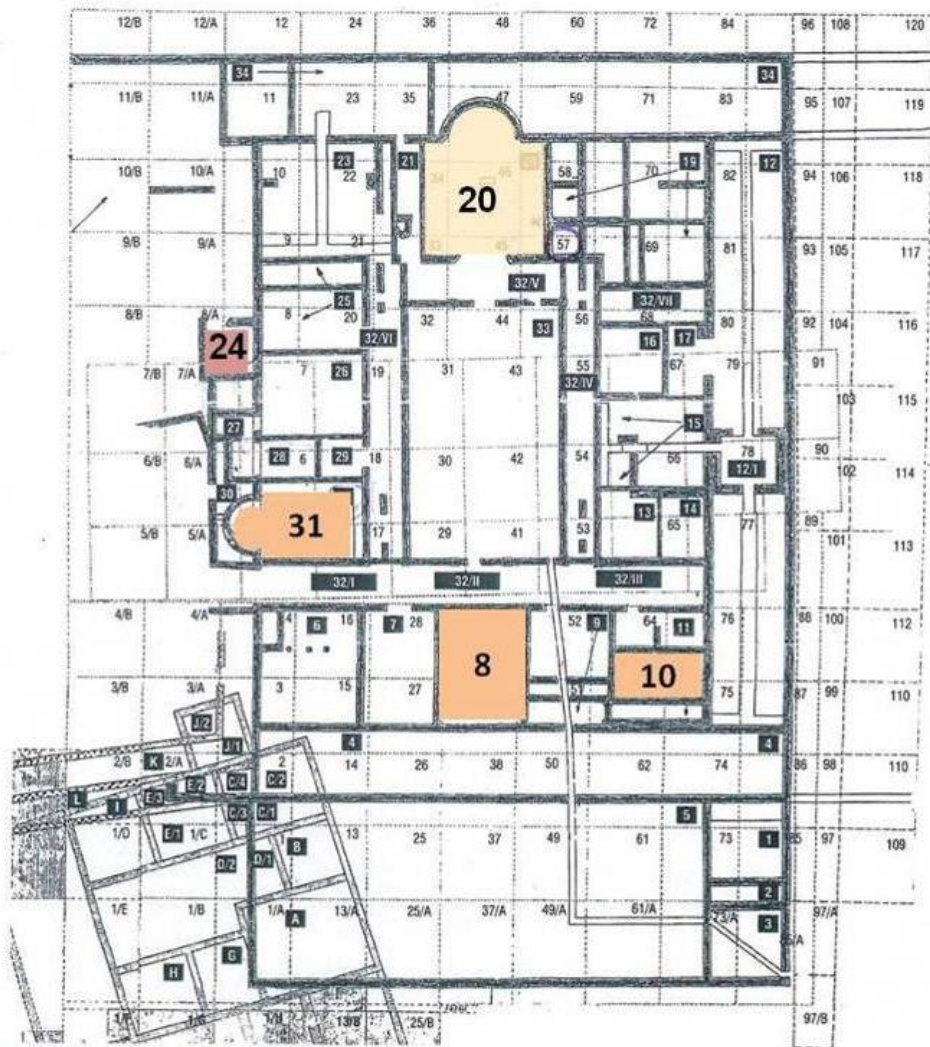 12/B 12/A 12 24 36 48 60 72 84 96 108 120
34 34
11/B 11/A 11 23 35 47 59 71 83 95 107 119
23 21 19 12
10/B 10/A 10 22 34 46 58 70 82 94 106 118
20
9/B 9/A 9 21 33 45 57 69 81 93 105 117
32/V
25 32/VII
8/B 8/A 8 20 32 44 56 68 80 92 104 116
33
24 32/VI 16 17
7/B 7/A 7 26 19 31 43 55 67 79 91
32/IV 103 115
27 15
28 29 78 90
6/B 6/A 6 18 30 42 54 66 12/I 102 114
30 13 14
31 89
5/B 5/A 17 29 41 53 65 77 101 113
32/I 32/II 32/III
4/B 4/A 4 16 28 52 64 76 88 100 112
6 7 9 11
8 10
3/B 3/A 3 15 27 51 75 87 99 110
J/2
J/1 4 4
2/B K 2/A 2 14 26 38 50 62 74 86 98 110
E/2 C/4 C/2
L I E/3 C/3 C/1 5
1/D E/1 1/C 13 25 37 49 61 73 1 85 97 109
D/2 D/1 B
2
1/E 1/B 1/A 13/A 25/A 37/A 49/A 61/A 73/A 97/A
A 3
H G
13/B 25/B 97/B